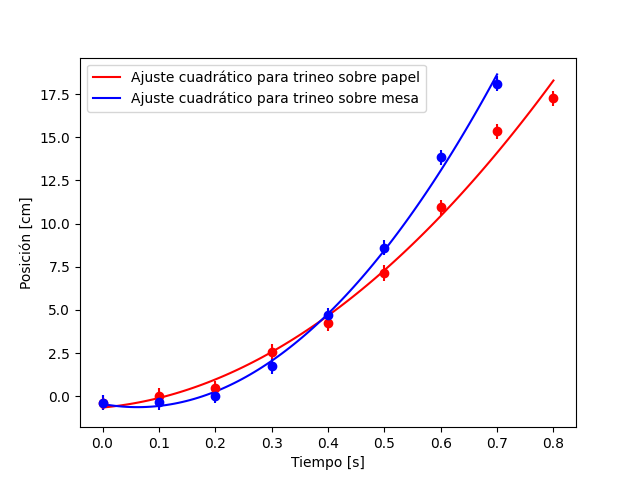 Ajuste cuadrático para trineo sobre papel
Ajuste cuadrático para trineo sobre mesa
17.5
15.0
12.5
10.0
7.5
5.0
2.5
0.0
Posición [cm]
0.0 0.1 0.2 0.3 0.4 0.5 0.6 0.7 0.8
Tiempo [s]